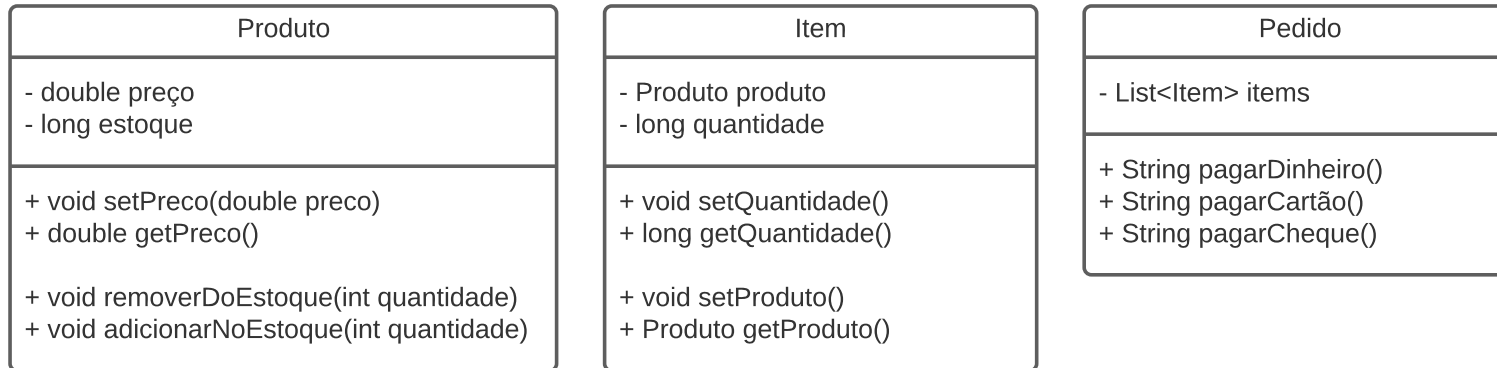 Produto
- double preço
- long estoque
+ void setPreco(double preco)
+ double getPreco()
+ void removerDoEstoque(int quantidade)
+ void adicionarNoEstoque(int quantidade)
Item
- Produto produto
- long quantidade
+ void setQuantidade()
+ long getQuantidade()
+ void setProduto()
+ Produto getProduto()
Pedido
- List<Item> items
+ String pagarDinheiro()
+ String pagarCartão()
+ String pagarCheque()